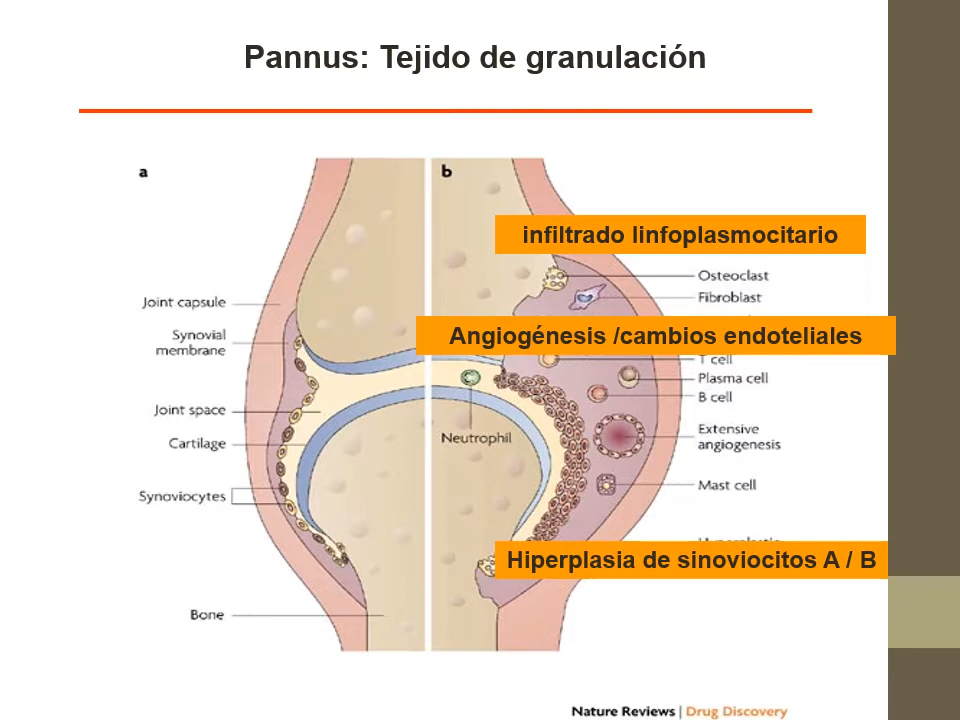 Pannus: Tejido de granulación
a
b
infiltrado linfoplasmocitario
Osteoclast
Fibroblast
Joint capsule
Angiogénesis /cambios endoteliales
Synovial
membrane
T cell
Plasma cell
B cell
Joint space
Neutrophil
Cartilage
Extensive
angiogenesis
Mast cell
Synoviocytes
Hiperplasia de sinoviocitos A / B
Bone
Nature Reviews | Drug Discovery